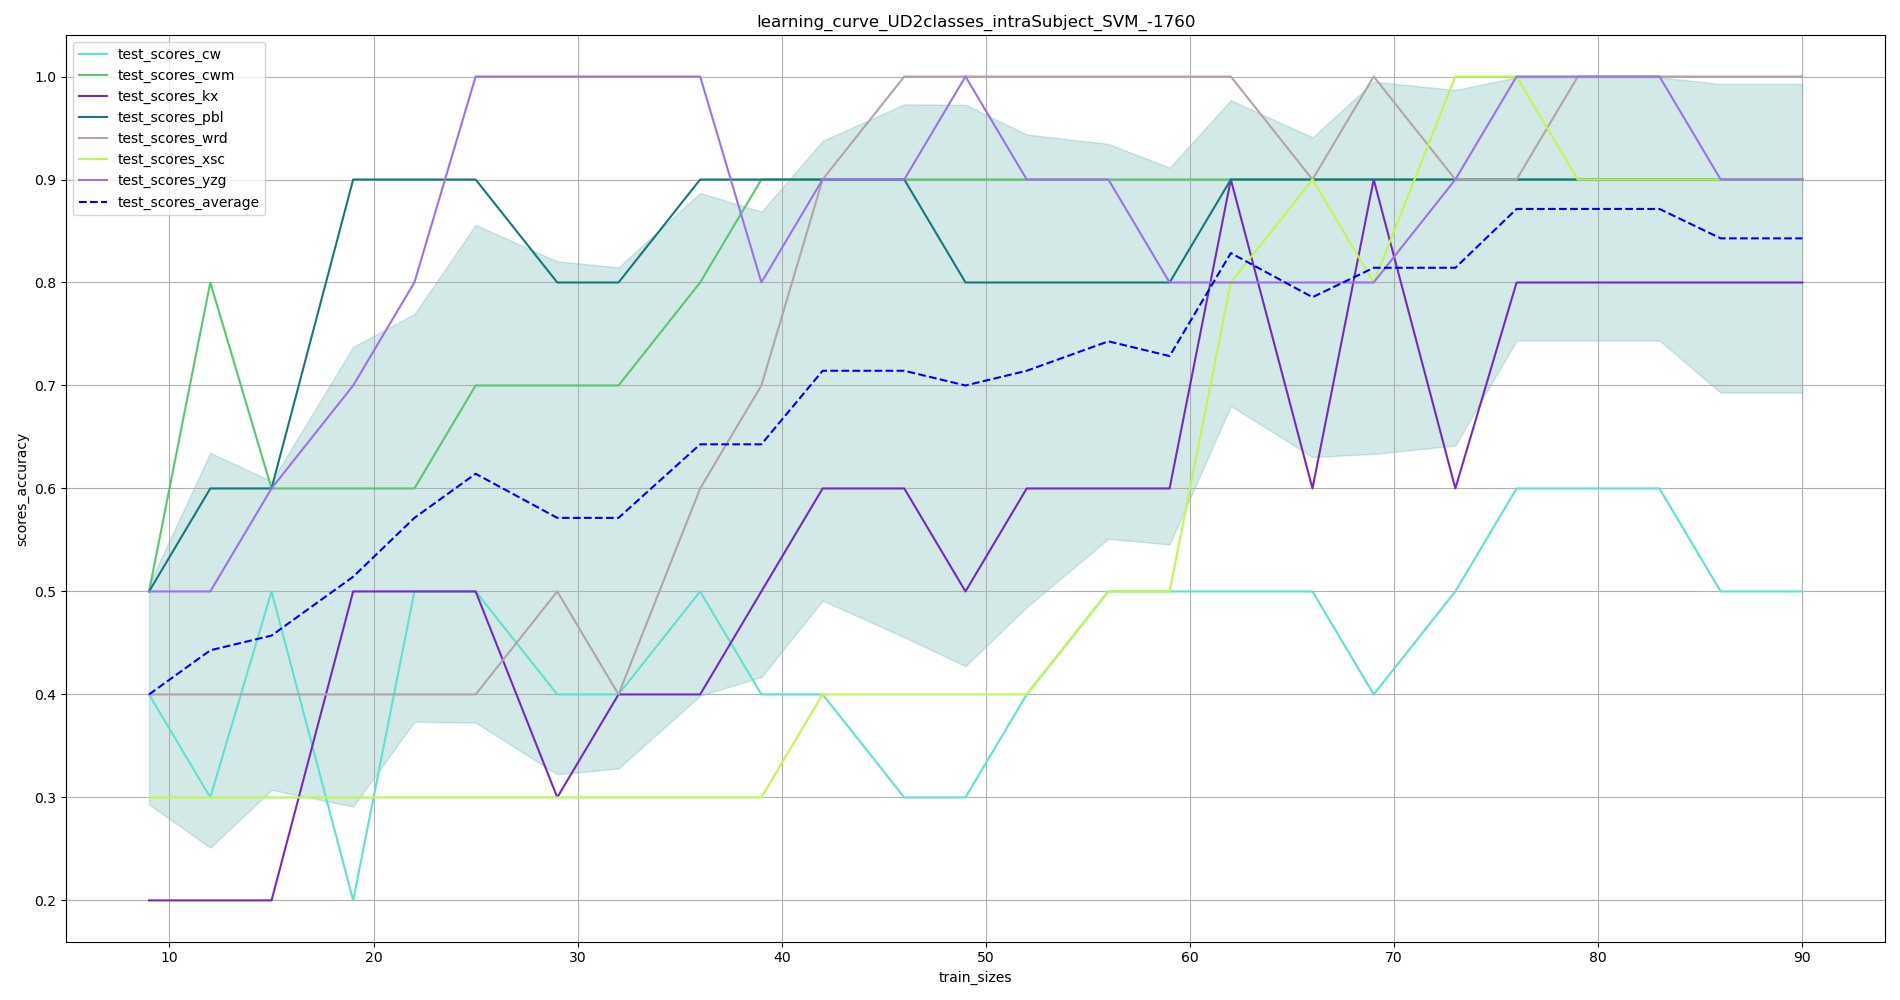 learning_curve_UD2classes_intraSubject_SVM_-1760
test_scores_cw
test_scores_cwm
test_scores_kx
test_scores_pbl
test_scores_wrd
test_scores_xsc
test_scores_yzg
test_scores_average
1.0
0.9
0.8
0.7
0.6
0.5
0.4
0.3
0.2
scores_accuracy
10 20 30 40 50 60 70 80 90
train_sizes